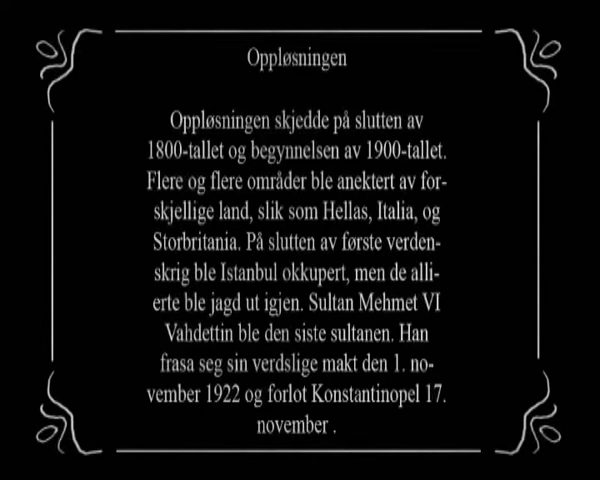 Oppløsningen
Oppløsningen skjedde på slutten av
1800-tallet og begynnelsen av 1900-tallet.
Flere og flere områder ble anektert av for-
skjellige land, slik som Hellas, Italia, og
Storbritania. På slutten av første verden-
skrig ble Istanbul okkupert, men de alli-
erte ble jagd ut igjen. Sultan Mehmet VI
Vahdettin ble den siste sultanen. Han
frasa seg sin verdslige makt den 1. no-
vember 1922 og forlot Konstantinopel 17.
november .